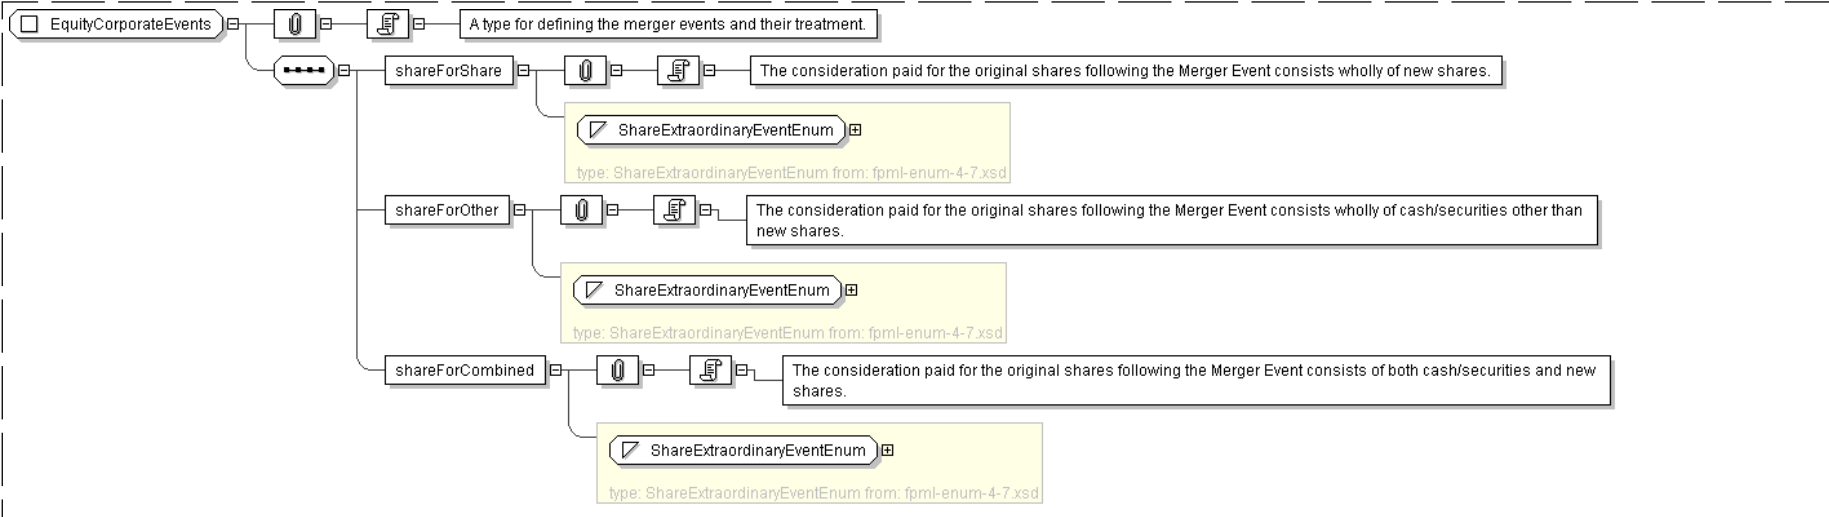 EquityCorporateEvents
A type for defining the merger events and their treatment.
shareForShare
The consideration paid for the original shares following the Merger Event consists wholly of new shares.
ShareExtraordinaryEventEnum
type: ShareExtraordinaryEventEnum from: fpml-enum-4-7.xsd
shareForOther
The consideration paid for the original shares following the Merger Event consists wholly of cash/securities other than
new shares.
ShareExtraordinaryEventEnum
type: ShareExtraordinaryEventEnum from: fpml-enum-4-7.xsd
shareForCombined
The consideration paid for the original shares following the Merger Event consists of both cash/securities and new
shares.
ShareExtraordinaryEventEnum
type: ShareExtraordinaryEventEnum from: fpml-enum-4-7.xsd